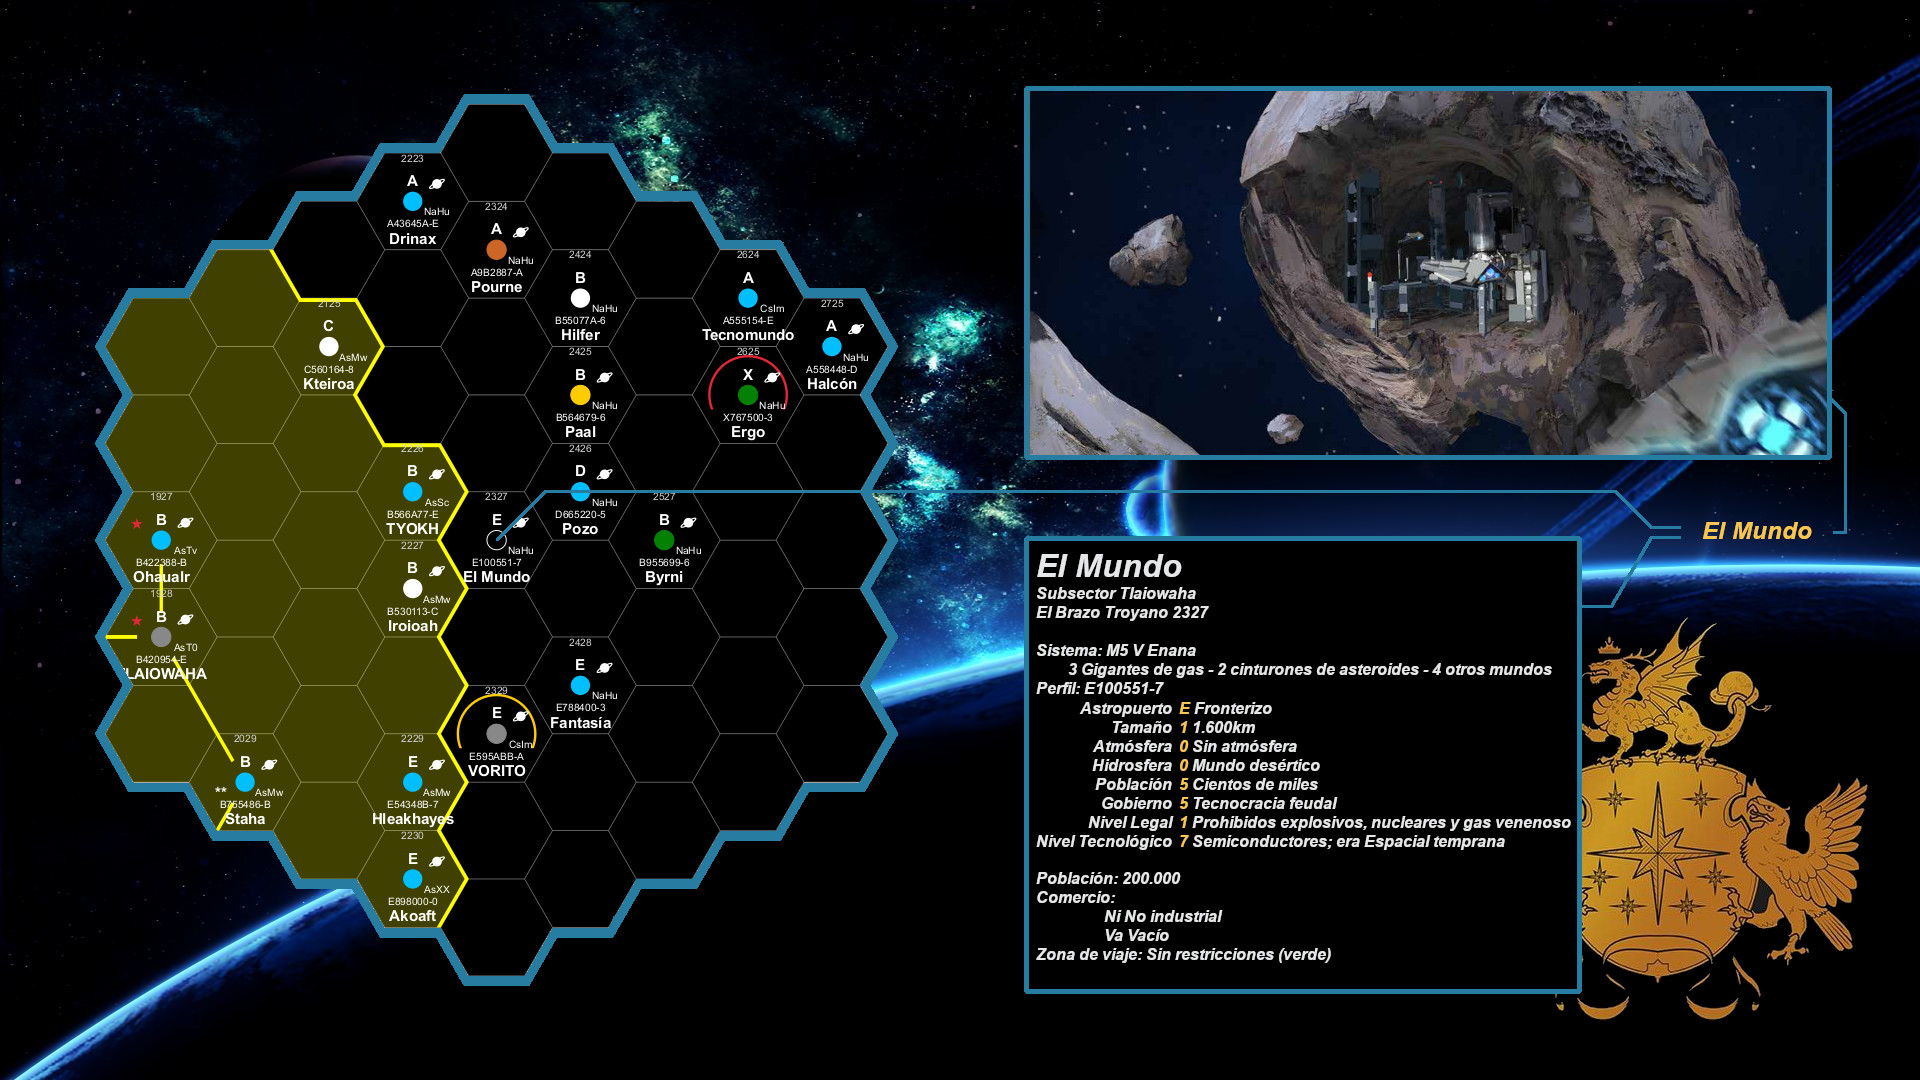 2223
A
NaHu
A43645A-E
Drinax
2324
A
NaHu
A9B2887-A
Pourne
2424
B
NaHu
B55077A-6
Hilfer
2624
A
CsIm
A555154-E
Tecnomundo
2125
C
AsMw
C560164-8
Kteiroa
2725
A
NaHu
A558448-D
Halcón
2425
B
NaHu
B564679-6
Paal
2625
X
NaHu
X767500-3
Ergo
2226
B
AsSc
B566A77-E
TYOKH
2426
D
NaHu
D665220-5
Pozo
1927
B
AsTv
B422388-B
Ohaualr
2327
E
NaHu
E100551-7
El Mundo
2527
B
NaHu
B955699-6
Byrni
2227
B
AsMw
B530113-C
Iroioah
1928
B
AsT0
B420954-E
LAIOWAHA
2428
E
NaHu
E788400-3
Fantasía
2329
E
CsIm
E595ABB-A
VORITO
2029
B
**
AsMw
B755486-B
Staha
2229
E
AsMw
E54348B-7
Hleakhayes
2230
E
AsXX
E898000-0
Akoaft
El Mundo
El Mundo
Subsector Tlaiowaha
El Brazo Troyano 2327
Sistema: M5 V Enana
3 Gigantes de gas - 2 cinturones de asteroides - 4 otros mundos
Perfil: E100551-7
Astropuerto E Fronterizo
Tamaño 1 1.600km
Atmósfera 0 Sin atmósfera
Hidrosfera 0 Mundo desértico
Población 5 Cientos de miles
Gobierno 5 Tecnocracia feudal
Nivel Legal 1 Prohibidos explosivos, nucleares y gas venenoso
Nivel Tecnológico 7 Semiconductores; era Espacial temprana
Población: 200.000
Comercio:
Ni No industrial
Va Vacío
Zona de viaje: Sin restricciones (verde)